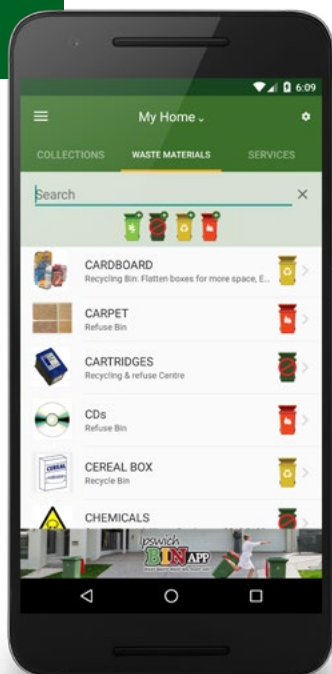 6:09
My Home
COLLECTIONS WASTE MATERIALS SERVICES
Search
CARDBOARD
Recycling Bin: Flatten boxes for more space, E...
CARPET
Refuse Bin
CARTRIDGES
Recycling & refuse Centre
CDs
Refuse Bin
CEREAL
CEREAL BOX
Recycle Bin
CHEMICALS
Ipswich
BIN APP